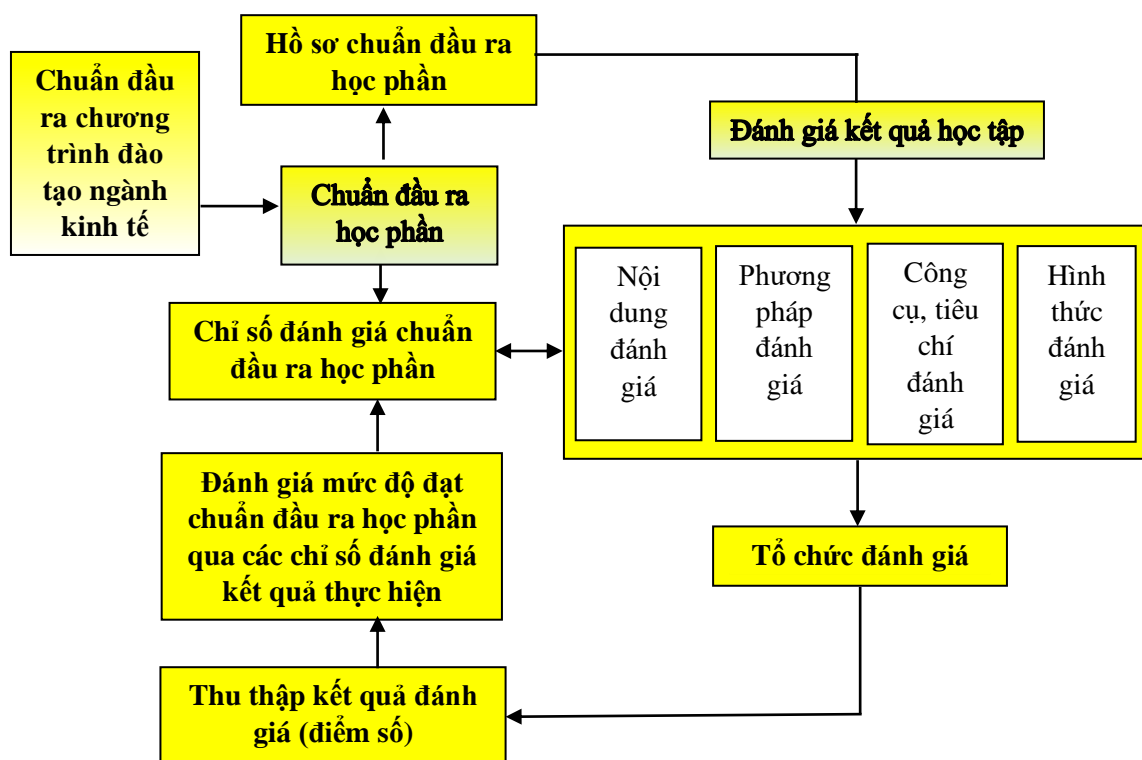 Hồ sơ chuẩn đầu ra
học phần
Chuẩn đầu
ra chương
trình đào
tạo ngành
kinh tế
Đánh giá kết quả học tập
Chuẩn đầu ra
học phần
Nội
dung
đánh
giá
Phương
pháp
đánh
giá
Công
cụ, tiêu
chí
đánh
giá
Hình
thức
đánh
giá
Chỉ số đánh giá chuẩn
đầu ra học phần
Đánh giá mức độ đạt
chuẩn đầu ra học phần
qua các chỉ số đánh giá
kết quả thực hiện
Tổ chức đánh giá
Thu thập kết quả đánh
giá (điểm số)